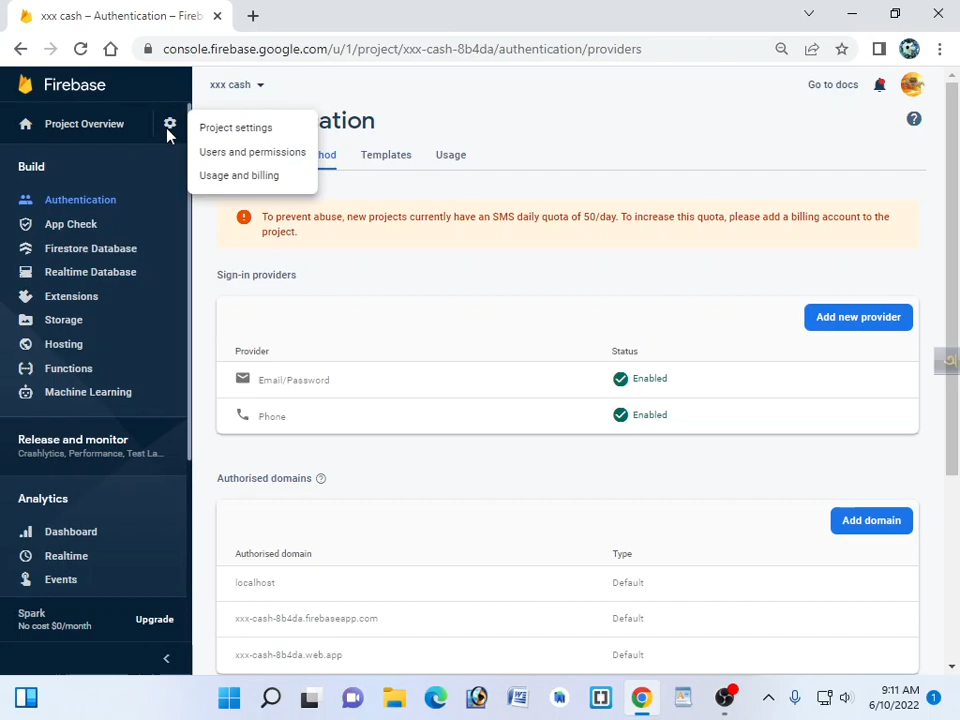 xxx cash – Authentication – Fireb
console.firebase.google.com/u/1/project/xxx-cash-8b4da/authentication/providers
Firebase
xxx cash
Go to docs
Project Overview
Project settings
Users and permissions
Usage and billing
ation
hod
Templates
Usage
Build
Authentication
App Check
Firestore Database
Realtime Database
Extensions
Storage
Hosting
Functions
Machine Learning
Release and monitor
Crashlytics, Performance, Test La...
Analytics
Dashboard
Realtime
Events
Spark
No cost $0/month
Upgrade
To prevent abuse, new projects currently have an SMS daily quota of 50/day. To increase this quota, please add a billing account to the
project.
Sign-in providers
Add new provider
Provider
Status
Email/Password
Enabled
Phone
Enabled
Authorised domains
Add domain
Authorised domain
Type
localhost
Default
xxx-cash-8b4da.firebaseapp.com
Default
xxx-cash-8b4da.web.app
Default
9:11 AM
6/10/2022
1